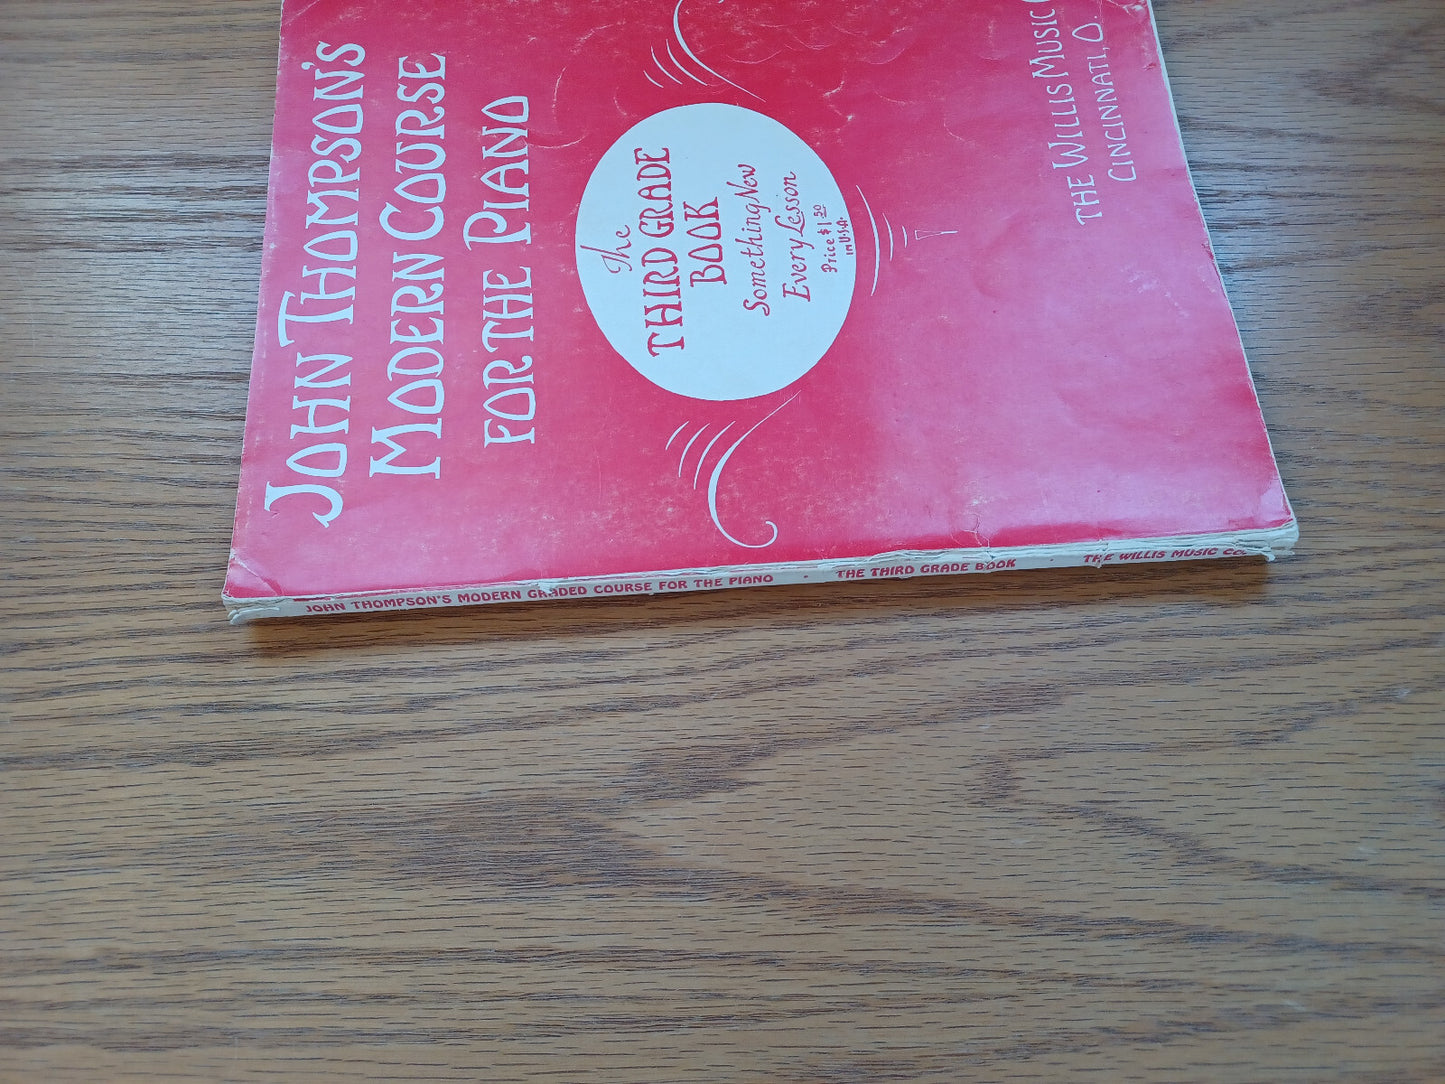 JOHN THOMPSON'S
MODERN COURSE
FOR THE PIANO
The
THIRD GRADE
BOOK
Something New
Every Lesson
Price $1.50
IN U.S.A.
THE WILLIS MUSIC
CINCINNATI, O.
JOHN THOMPSON'S MODERN GRADED COURSE FOR THE PIANO · THE THIRD GRADE BOOK · THE WILLIS MUSIC